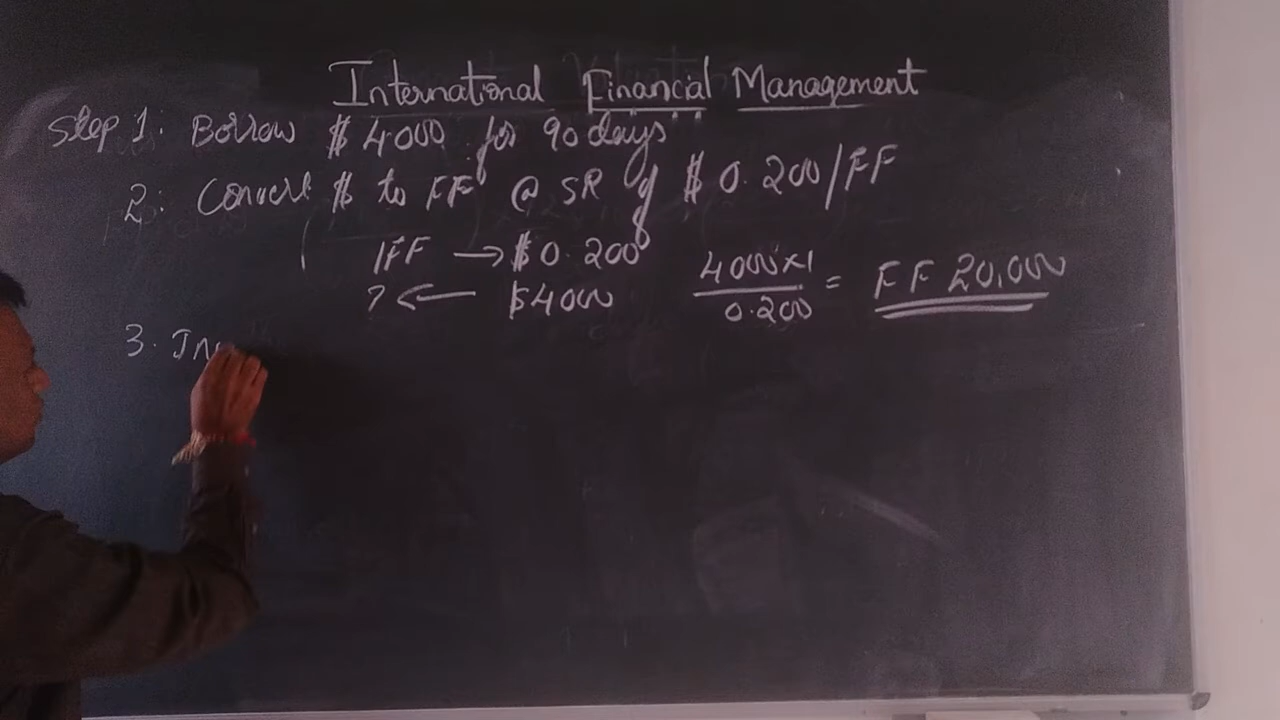 International Financial Management
Step 1: Borrow $ 4000 for 90 days
2: Convert $ to FF @ SR of $ 0.200/FF
1FF → $0.200
? ← $4000
4000×1 / 0.200 = FF 20,000
3. Inv